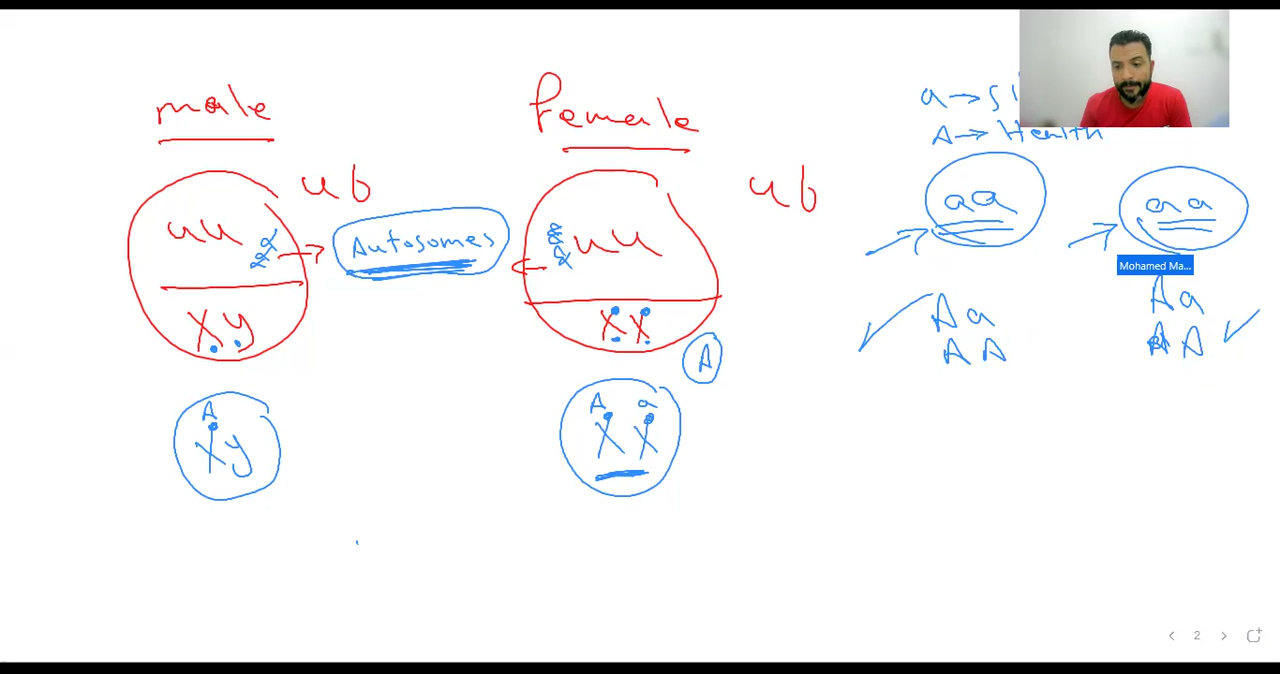 male
female
a → si
A → Health
ub
ub
aa
aa
uu
Autosomes
uu
Mohamed Ma...
Xy
XX
Aa
AA
Aa
AA
A
A
Xy
A a
XX
2